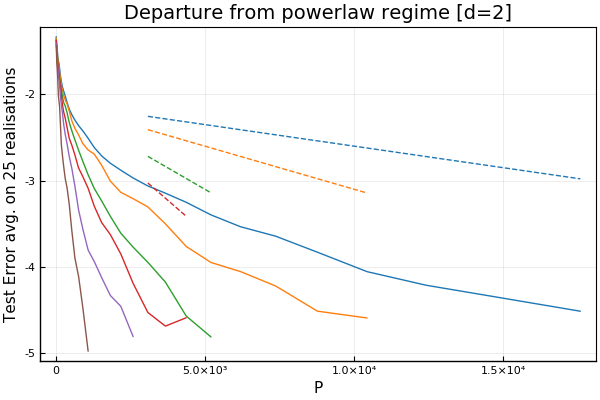 Departure from powerlaw regime [d=2]
Test Error avg. on 25 realisations
-2
-3
-4
-5
0
5.0×10³
1.0×10⁴
1.5×10⁴
P